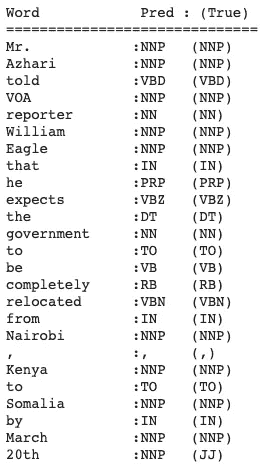 Word Pred : (True)
==============================
Mr. :NNP (NNP)
Azhari :NNP (NNP)
told :VBD (VBD)
VOA :NNP (NNP)
reporter :NN (NN)
William :NNP (NNP)
Eagle :NNP (NNP)
that :IN (IN)
he :PRP (PRP)
expects :VBZ (VBZ)
the :DT (DT)
government :NN (NN)
to :TO (TO)
be :VB (VB)
completely :RB (RB)
relocated :VBN (VBN)
from :IN (IN)
Nairobi :NNP (NNP)
, :, (,)
Kenya :NNP (NNP)
to :TO (TO)
Somalia :NNP (NNP)
by :IN (IN)
March :NNP (NNP)
20th :NNP (JJ)